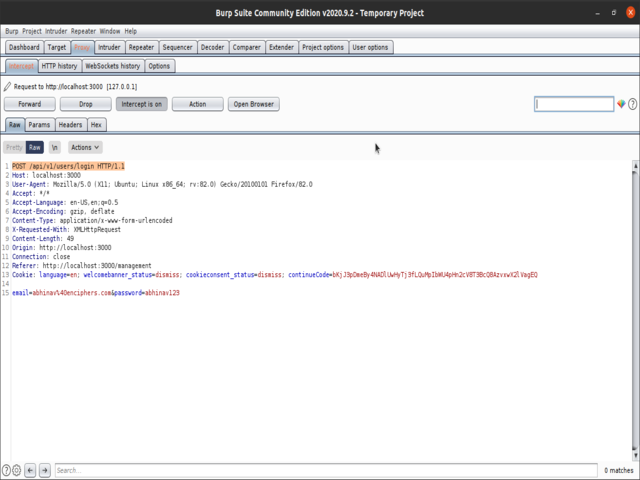 Burp Suite Community Edition v2020.9.2 - Temporary Project
Burp Project Intruder Repeater Window Help
Dashboard Target Proxy Intruder Repeater Sequencer Decoder Comparer Extender Project options User options
Intercept HTTP history WebSockets history Options
Request to http://localhost:3000 [127.0.0.1]
Forward Drop Intercept is on Action Open Browser
Raw Params Headers Hex
Pretty Raw \n Actions
1 POST /api/v1/users/login HTTP/1.1
2 Host: localhost:3000
3 User-Agent: Mozilla/5.0 (X11; Ubuntu; Linux x86_64; rv:82.0) Gecko/20100101 Firefox/82.0
4 Accept: */*
5 Accept-Language: en-US,en;q=0.5
6 Accept-Encoding: gzip, deflate
7 Content-Type: application/x-www-form-urlencoded
8 X-Requested-With: XMLHttpRequest
9 Content-Length: 49
10 Origin: http://localhost:3000
11 Connection: close
12 Referer: http://localhost:3000/management
13 Cookie: language=en; welcomebanner_status=dismiss; cookieconsent_status=dismiss;
14
15 email=abhinav%40enciphers.com&password=abhinav123
Search...
0 matches